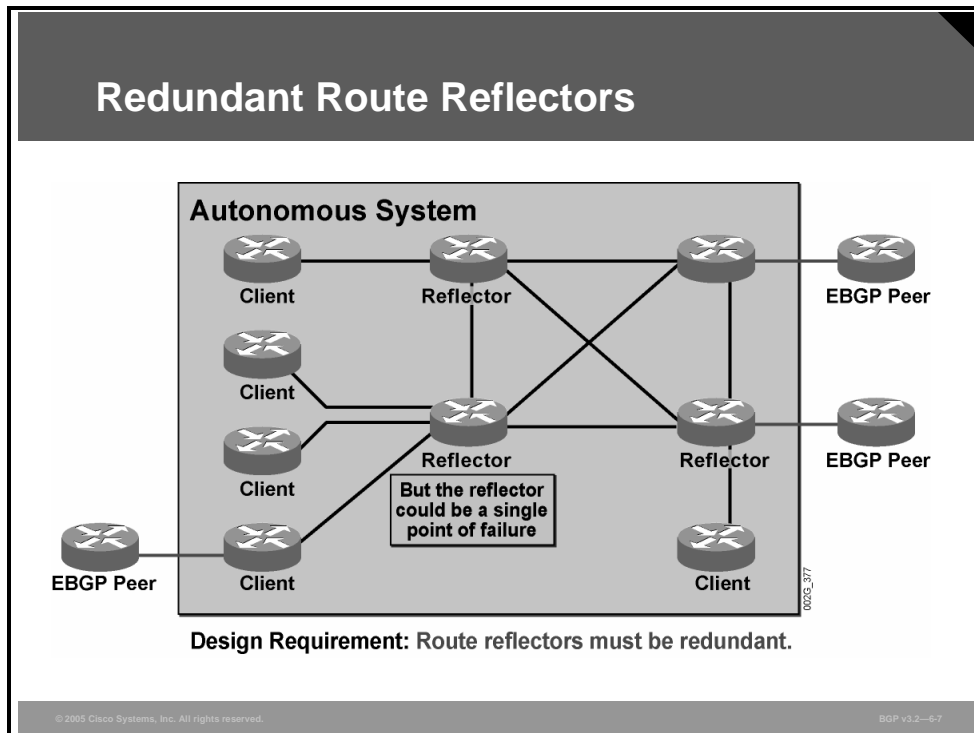 Redundant Route Reflectors
Autonomous System
Client
Reflector
EBGP Peer
Client
Client
Reflector
Reflector
EBGP Peer
But the reflector
could be a single
point of failure
EBGP Peer
Client
Client
002G_377
Design Requirement: Route reflectors must be redundant.
© 2005 Cisco Systems, Inc. All rights reserved.
BGP v3.2—6-7